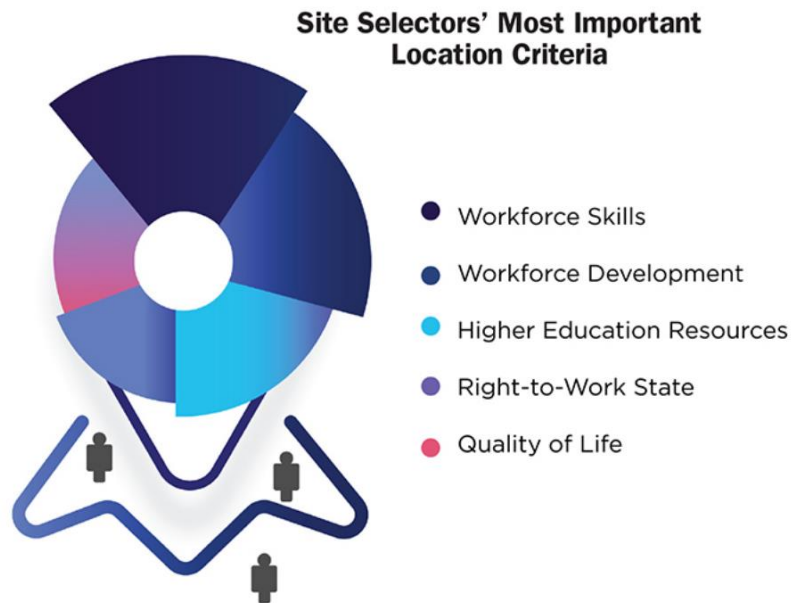 Site Selectors’ Most Important
Location Criteria
Workforce Skills
Workforce Development
Higher Education Resources
Right-to-Work State
Quality of Life